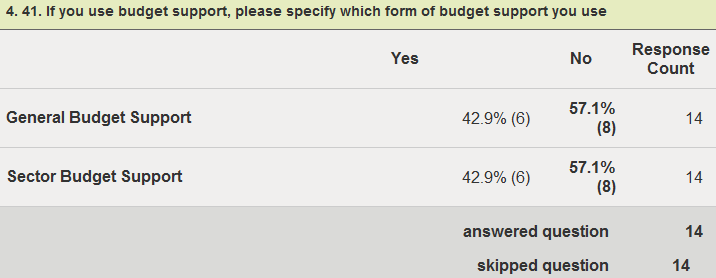 4. 41. If you use budget support, please specify which form of budget support you use
Yes No Response Count
General Budget Support 42.9% (6) 57.1% (8) 14
Sector Budget Support 42.9% (6) 57.1% (8) 14
answered question 14
skipped question 14